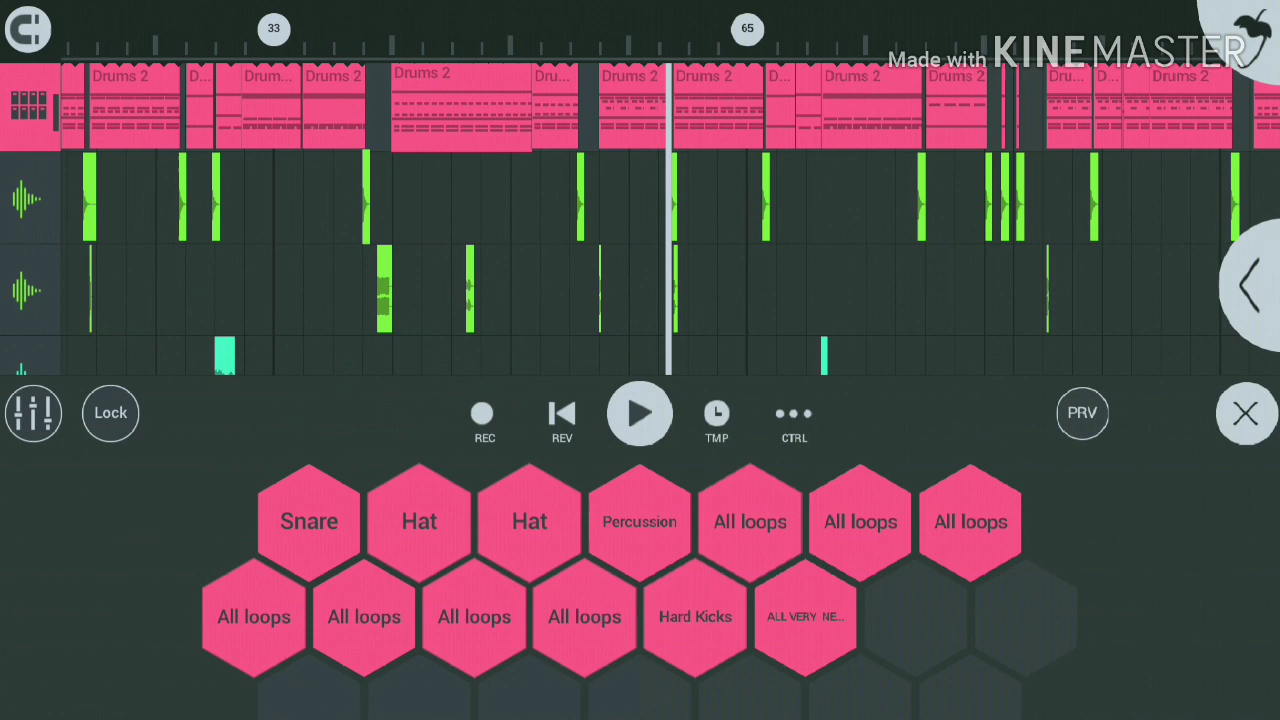 33
65
Made with KINEMASTER
Drums 2
D...
Drum...
Drums 2
Drums 2
Dru...
Drums 2
Drums 2
D...
Drums 2
Drums 2
Dru...
D...
Drums 2
Lock
REC
REV
TMP
CTRL
PRV
Snare
Hat
Hat
Percussion
All loops
All loops
All loops
All loops
All loops
All loops
All loops
Hard Kicks
ALL VERY NE...